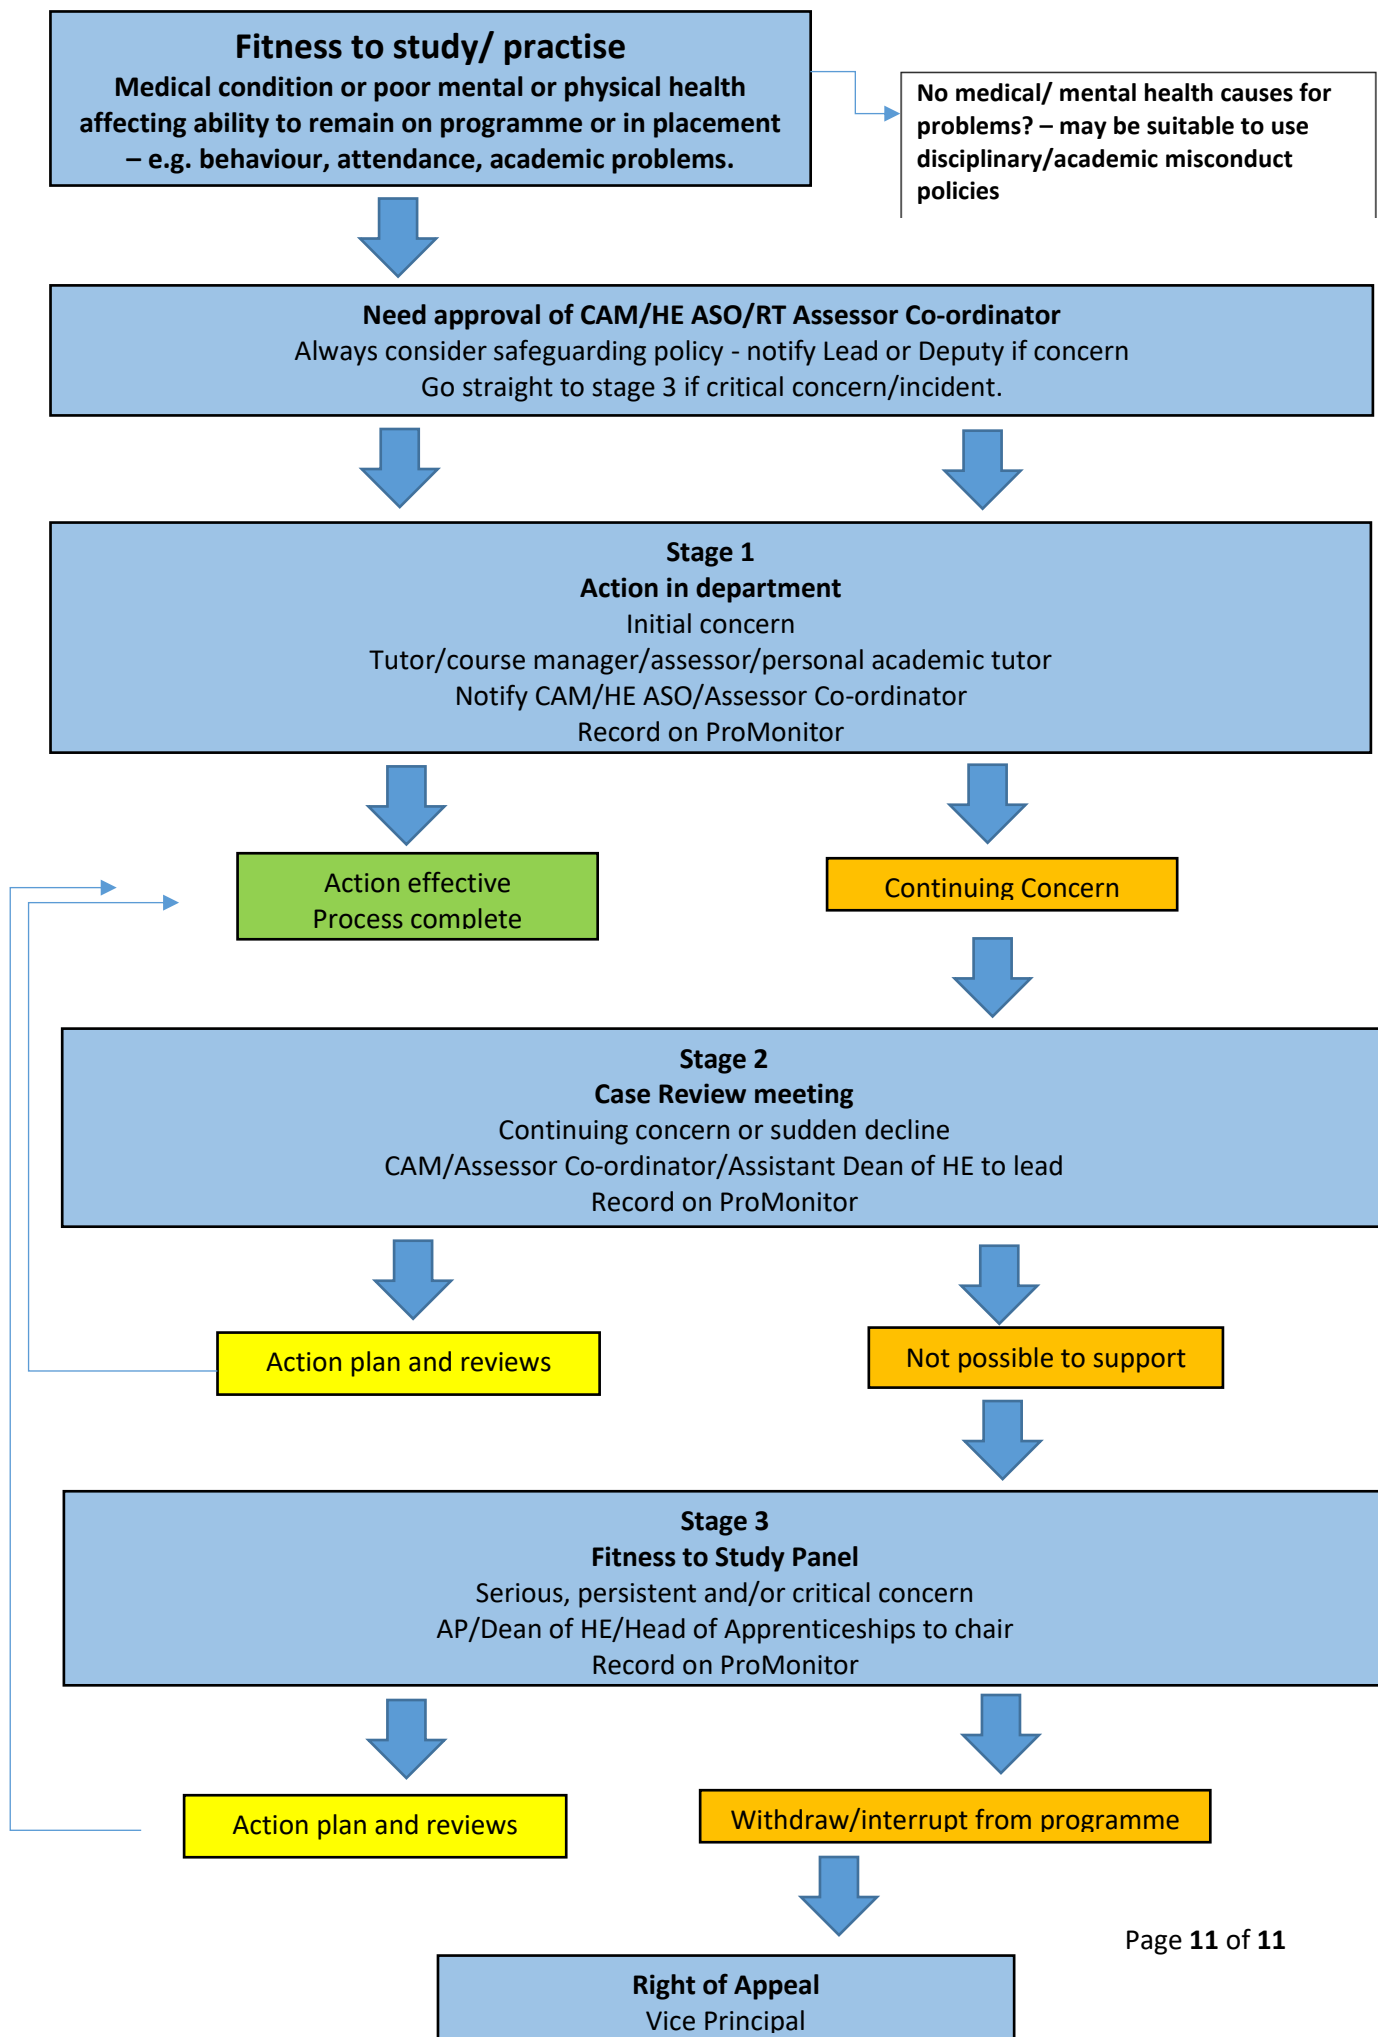 Fitness to study/ practise
Medical condition or poor mental or physical health
affecting ability to remain on programme or in placement
– e.g. behaviour, attendance, academic problems.
No medical/ mental health causes for
problems? – may be suitable to use
disciplinary/academic misconduct
policies
Need approval of CAM/HE ASO/RT Assessor Co-ordinator
Always consider safeguarding policy - notify Lead or Deputy if concern
Go straight to stage 3 if critical concern/incident.
Stage 1
Action in department
Initial concern
Tutor/course manager/assessor/personal academic tutor
Notify CAM/HE ASO/Assessor Co-ordinator
Record on ProMonitor
Action effective
Process complete
Continuing Concern
Stage 2
Case Review meeting
Continuing concern or sudden decline
CAM/Assessor Co-ordinator/Assistant Dean of HE to lead
Record on ProMonitor
Action plan and reviews
Not possible to support
Stage 3
Fitness to Study Panel
Serious, persistent and/or critical concern
AP/Dean of HE/Head of Apprenticeships to chair
Record on ProMonitor
Action plan and reviews
Withdraw/interrupt from programme
Page 11 of 11
Right of Appeal
Vice Principal